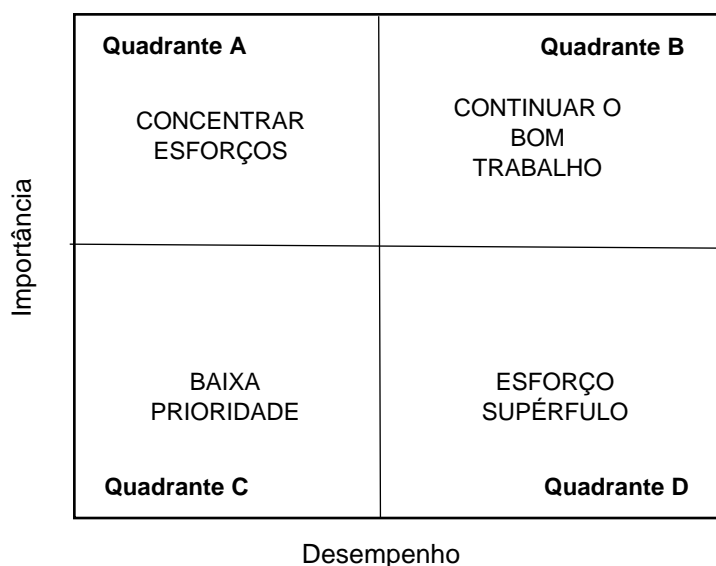 Quadrante A
Quadrante B
CONCENTRAR
ESFORÇOS
CONTINUAR O
BOM
TRABALHO
Importância
BAIXA
PRIORIDADE
ESFORÇO
SUPÉRFULO
Quadrante C
Quadrante D
Desempenho